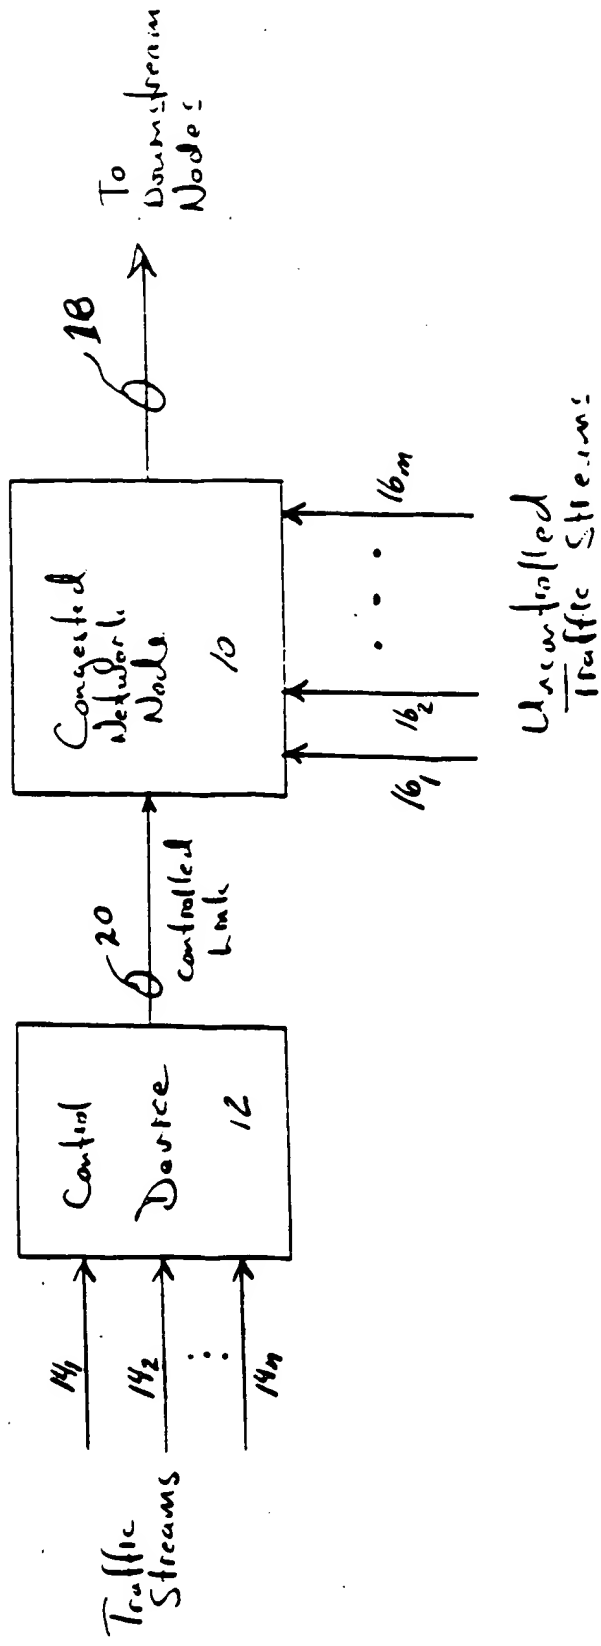 Traffic
Streams
14₁
14₂
14n
Control
Device
12
20
Controlled
Link
Congested
Network
Node
10
16₁
16₂
16m
Uncontrolled
Traffic Streams
18
To
Downstream
Nodes